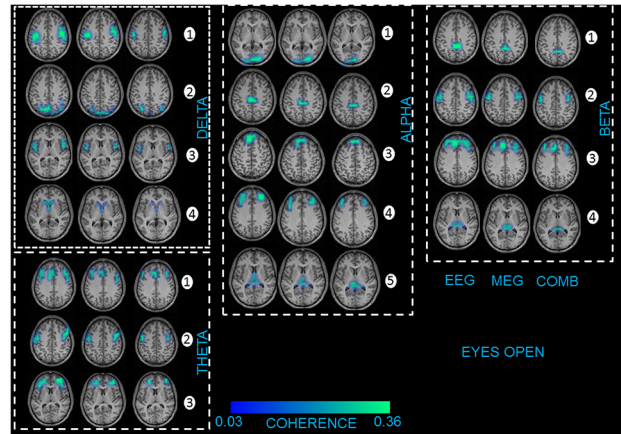 1
2
3
4
DELTA
1
2
3
THETA
1
2
3
4
5
ALPHA
1
2
3
4
BETA
EEG MEG COMB
EYES OPEN
0.03 COHERENCE 0.36